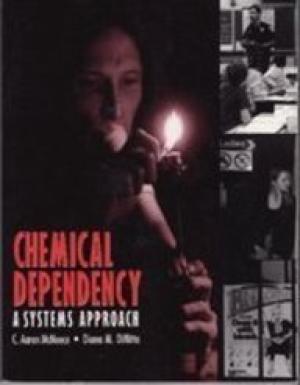 CHEMICAL
DEPENDENCY
A SYSTEMS APPROACH
C. Aaron McNeece • Diana M. DiNitto